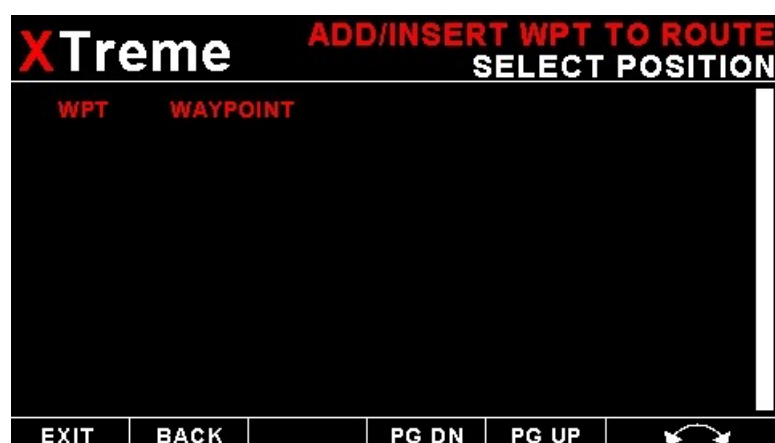 XTreme
ADD/INSERT WPT TO ROUTE
SELECT POSITION
WPT WAYPOINT
EXIT BACK PG DN PG UP